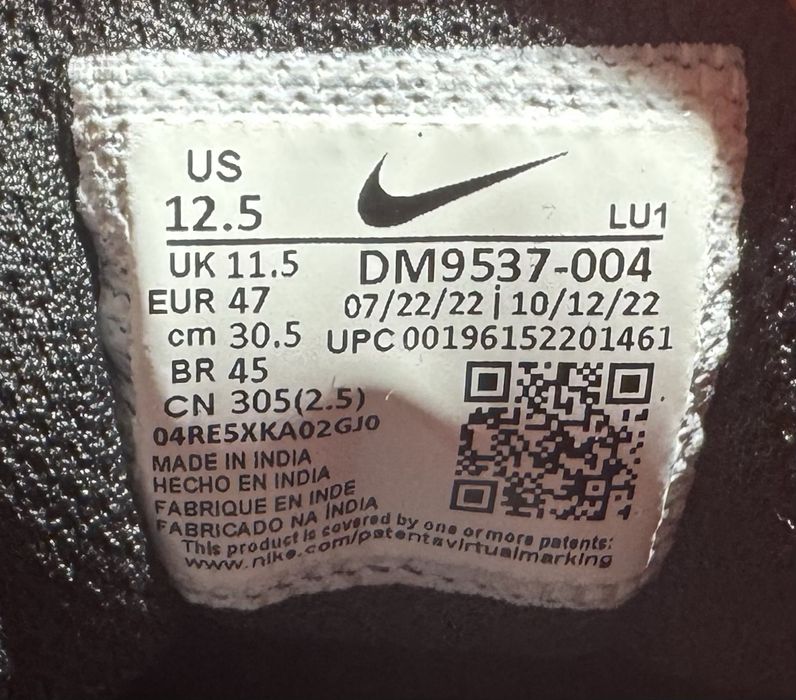 US
12.5
LU1
UK 11.5
DM9537-004
EUR 47
07/22/22 | 10/12/22
cm 30.5
UPC 00196152201461
BR 45
CN 305(2.5)
04RE5XKA02GJ0
MADE IN INDIA
HECHO EN INDIA
FABRIQUE EN INDE
FABRICADO NA ÍNDIA
This product is covered by one or more patents:
www.nike.com/patentsvirtualmarking